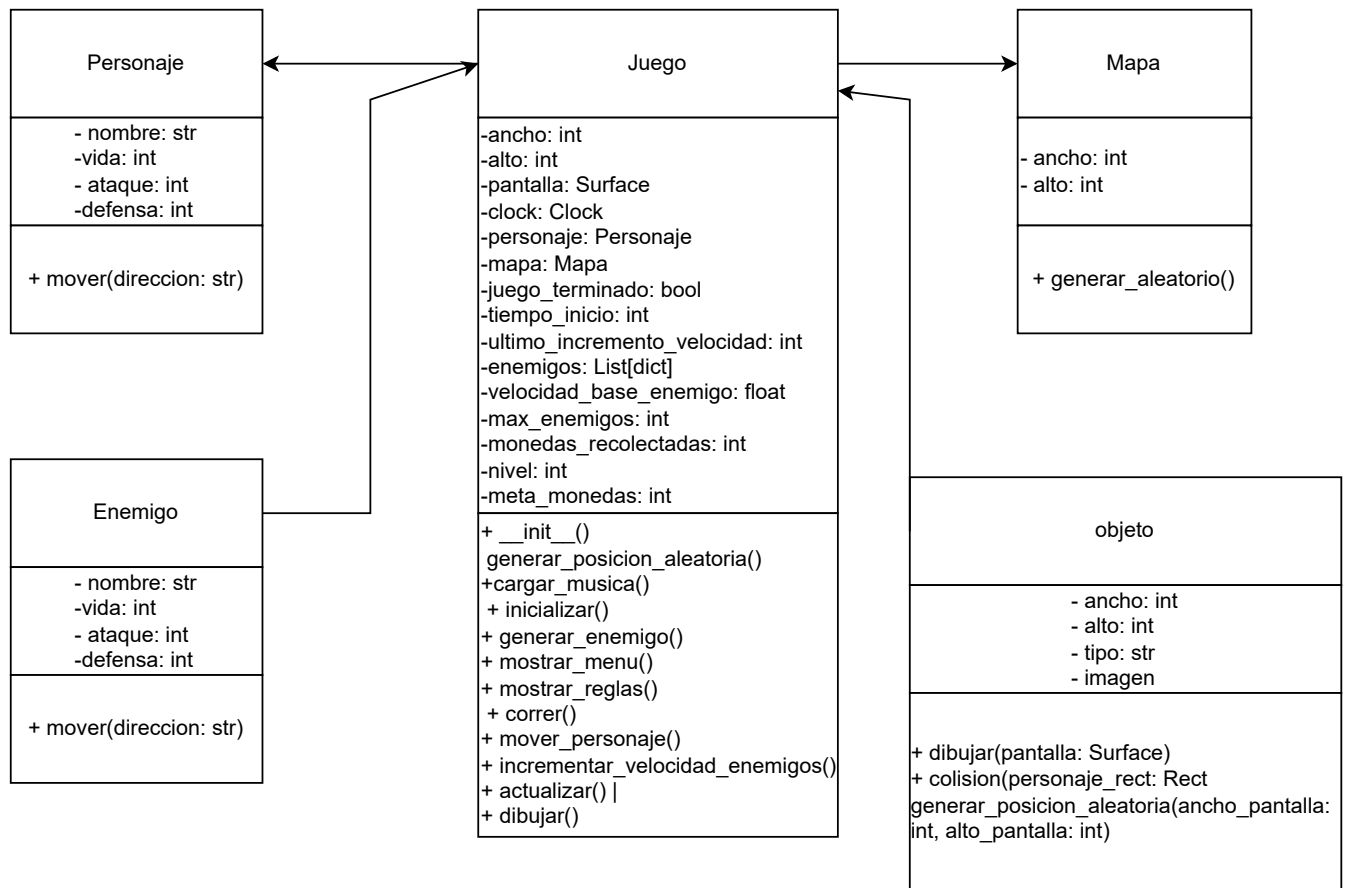 Personaje
- nombre: str
-vida: int
- ataque: int
-defensa: int
+ mover(direccion: str)
Enemigo
- nombre: str
-vida: int
- ataque: int
-defensa: int
+ mover(direccion: str)
Juego
-ancho: int
-alto: int
-pantalla: Surface
-clock: Clock
-personaje: Personaje
-mapa: Mapa
-juego_terminado: bool
-tiempo_inicio: int
-ultimo_incremento_velocidad: int
-enemigos: List[dict]
-velocidad_base_enemigo: float
-max_enemigos: int
-monedas_recolectadas: int
-nivel: int
-meta_monedas: int
+ __init__()
generar_posicion_aleatoria()
+cargar_musica()
+ inicializar()
+ generar_enemigo()
+ mostrar_menu()
+ mostrar_reglas()
+ correr()
+ mover_personaje()
+ incrementar_velocidad_enemigos()
+ actualizar() |
+ dibujar()
Mapa
- ancho: int
- alto: int
+ generar_aleatorio()
objeto
- ancho: int
- alto: int
- tipo: str
- imagen
+ dibujar(pantalla: Surface)
+ colision(personaje_rect: Rect
generar_posicion_aleatoria(ancho_pantalla:
int, alto_pantalla: int)